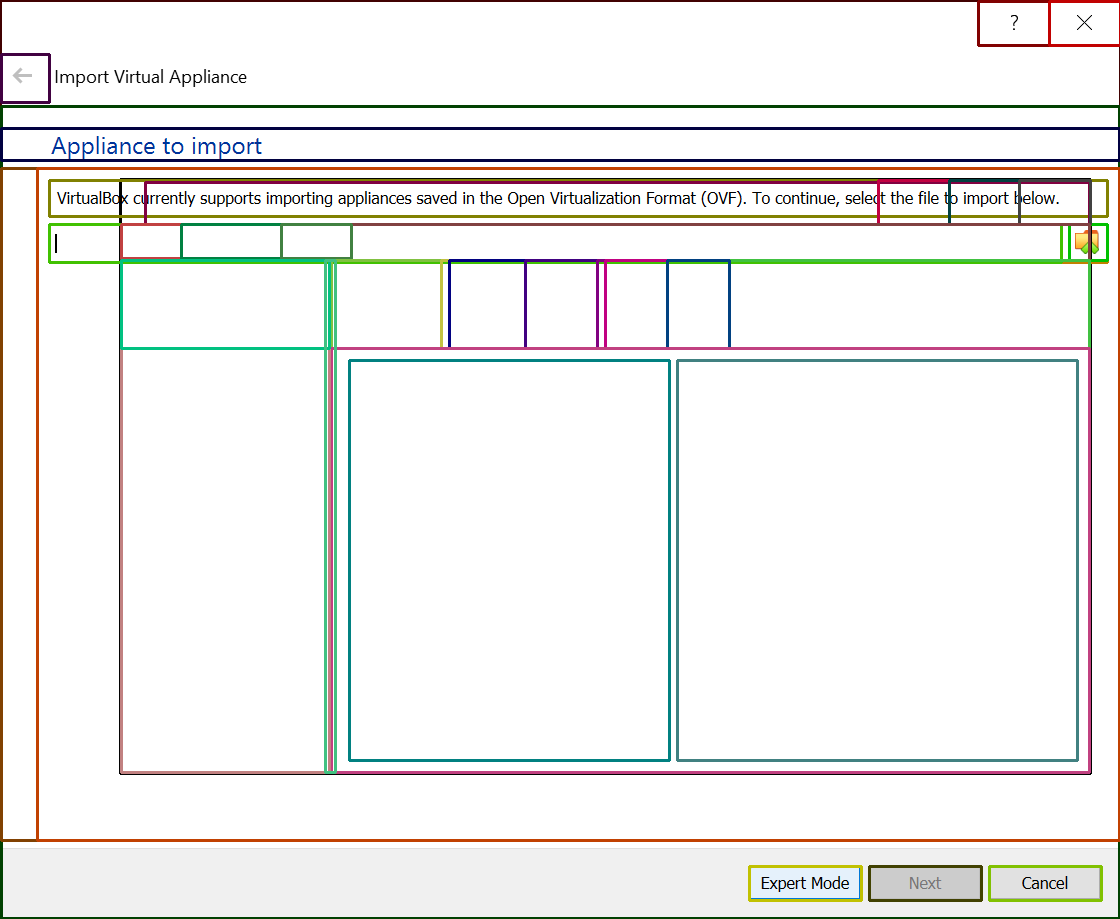 ?
Import Virtual Appliance
Appliance to import
VirtualBox currently supports importing appliances saved in the Open Virtualization Format (OVF). To continue, select the file to import below.
Expert Mode
Next
Cancel